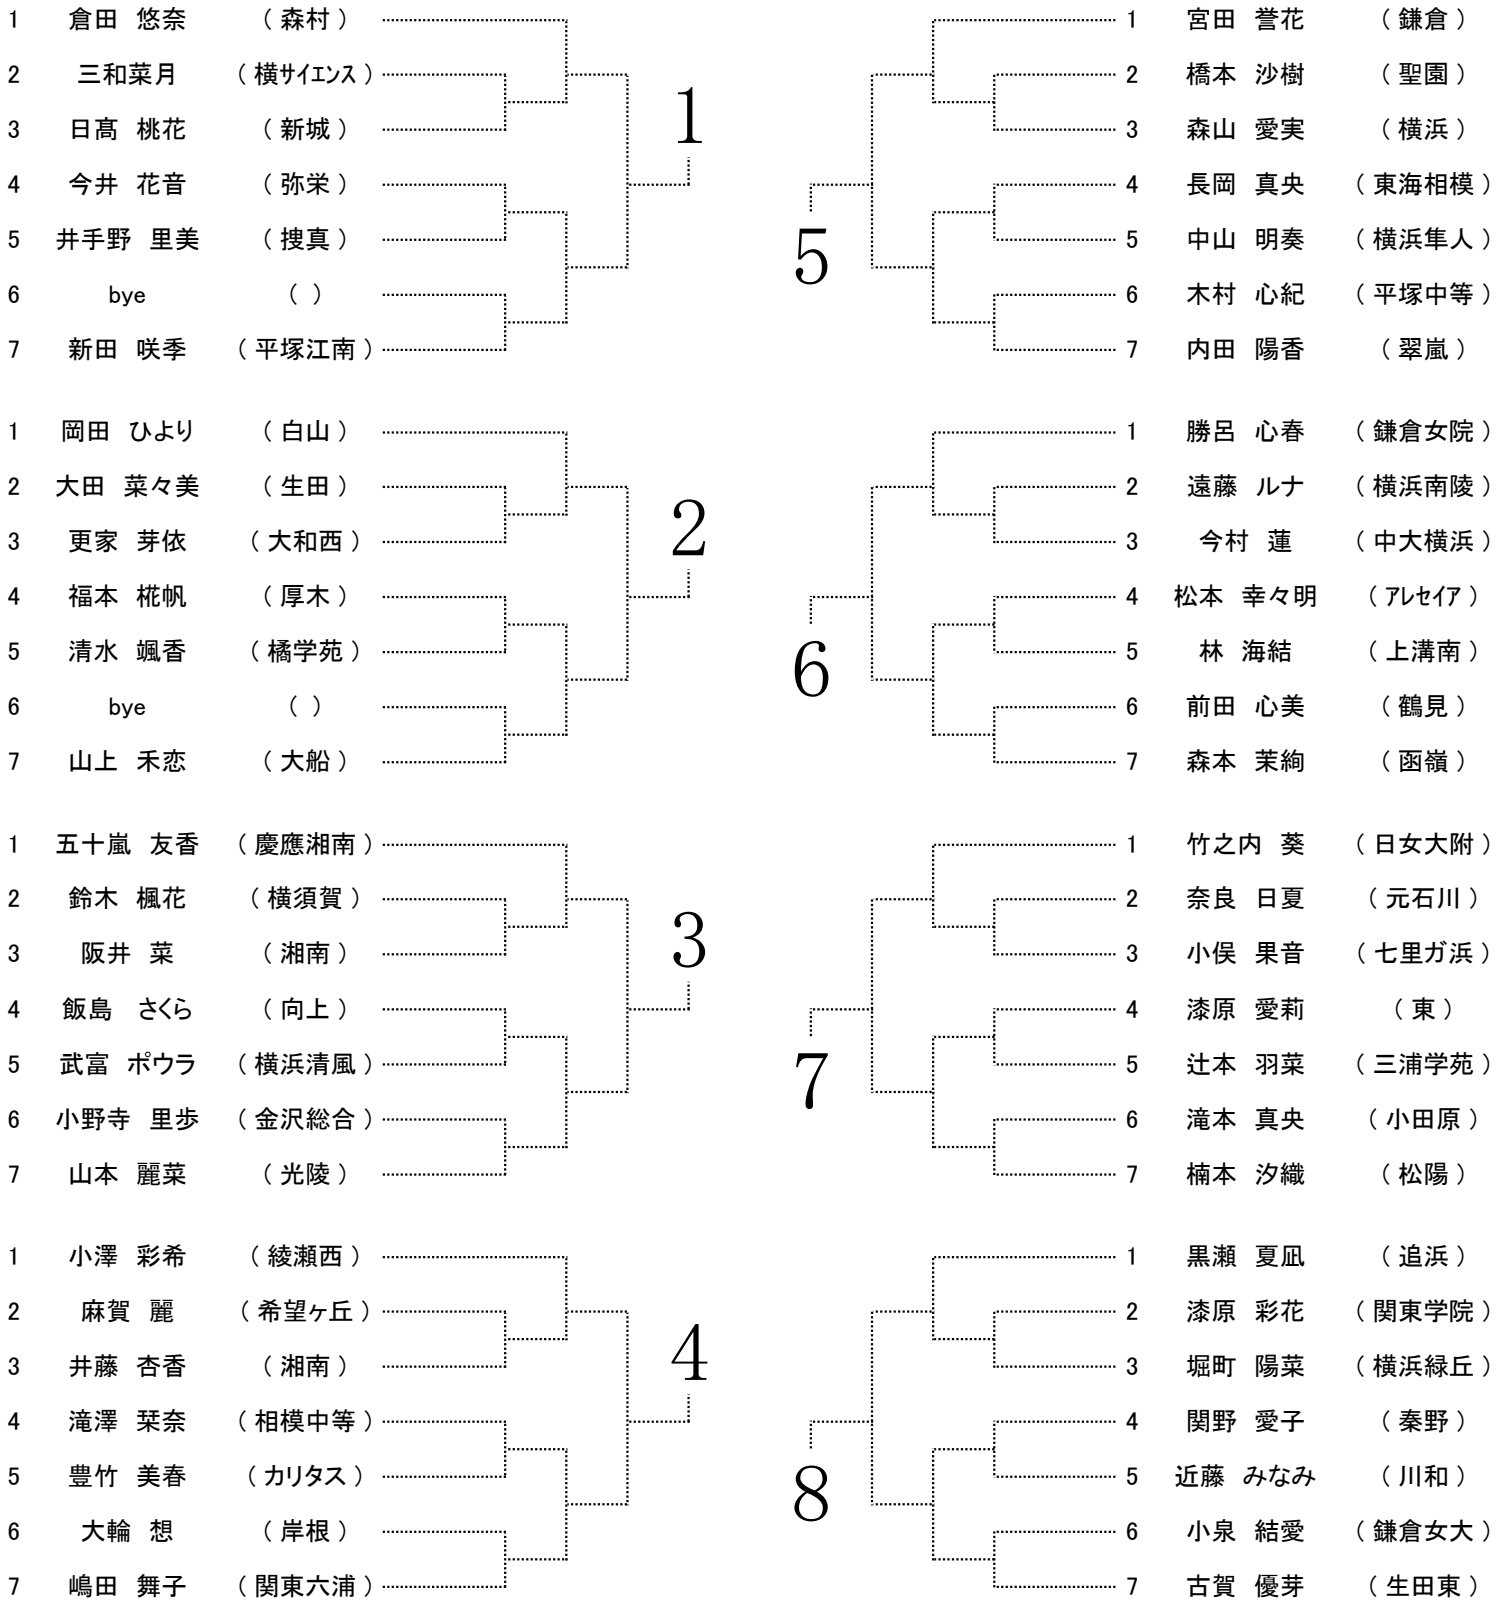 1 倉田 悠奈 ( 森村 )
2 三和菜月 ( 横サイエンス )
1
3 日髙 桃花 ( 新城 )
4 今井 花音 ( 弥栄 )
5 井手野 里美 ( 捜真 )
6 bye ( )
7 新田 咲季 ( 平塚江南 )
1 岡田 ひより ( 白山 )
2 大田 菜々美 ( 生田 )
2
3 更家 芽依 ( 大和西 )
4 福本 椛帆 ( 厚木 )
5 清水 颯香 ( 橘学苑 )
6 bye ( )
7 山上 禾恋 ( 大船 )
1 五十嵐 友香 ( 慶應湘南 )
2 鈴木 楓花 ( 横須賀 )
3
3 阪井 菜 ( 湘南 )
4 飯島 さくら ( 向上 )
5 武富 ポウラ ( 横浜清風 )
6 小野寺 里歩 ( 金沢総合 )
7 山本 麗菜 ( 光陵 )
1 小澤 彩希 ( 綾瀬西 )
2 麻賀 麗 ( 希望ヶ丘 )
4
3 井藤 杏香 ( 湘南 )
4 滝澤 栞奈 ( 相模中等 )
5 豊竹 美春 ( カリタス )
6 大輪 想 ( 岸根 )
7 嶋田 舞子 ( 関東六浦 )
1 宮田 誉花 ( 鎌倉 )
2 橋本 沙樹 ( 聖園 )
3 森山 愛実 ( 横浜 )
4 長岡 真央 ( 東海相模 )
5
5 中山 明奏 ( 横浜隼人 )
6 木村 心紀 ( 平塚中等 )
7 内田 陽香 ( 翠嵐 )
1 勝呂 心春 ( 鎌倉女院 )
2 遠藤 ルナ ( 横浜南陵 )
3 今村 蓮 ( 中大横浜 )
4 松本 幸々明 ( アレセイア )
6
5 林 海結 ( 上溝南 )
6 前田 心美 ( 鶴見 )
7 森本 茉絢 ( 函嶺 )
1 竹之内 葵 ( 日女大附 )
2 奈良 日夏 ( 元石川 )
3 小俣 果音 ( 七里ガ浜 )
4 漆原 愛莉 ( 東 )
7
5 辻本 羽菜 ( 三浦学苑 )
6 滝本 真央 ( 小田原 )
7 楠本 汐織 ( 松陽 )
1 黒瀬 夏凪 ( 追浜 )
2 漆原 彩花 ( 関東学院 )
3 堀町 陽菜 ( 横浜緑丘 )
4 関野 愛子 ( 秦野 )
8
5 近藤 みなみ ( 川和 )
6 小泉 結愛 ( 鎌倉女大 )
7 古賀 優芽 ( 生田東 )